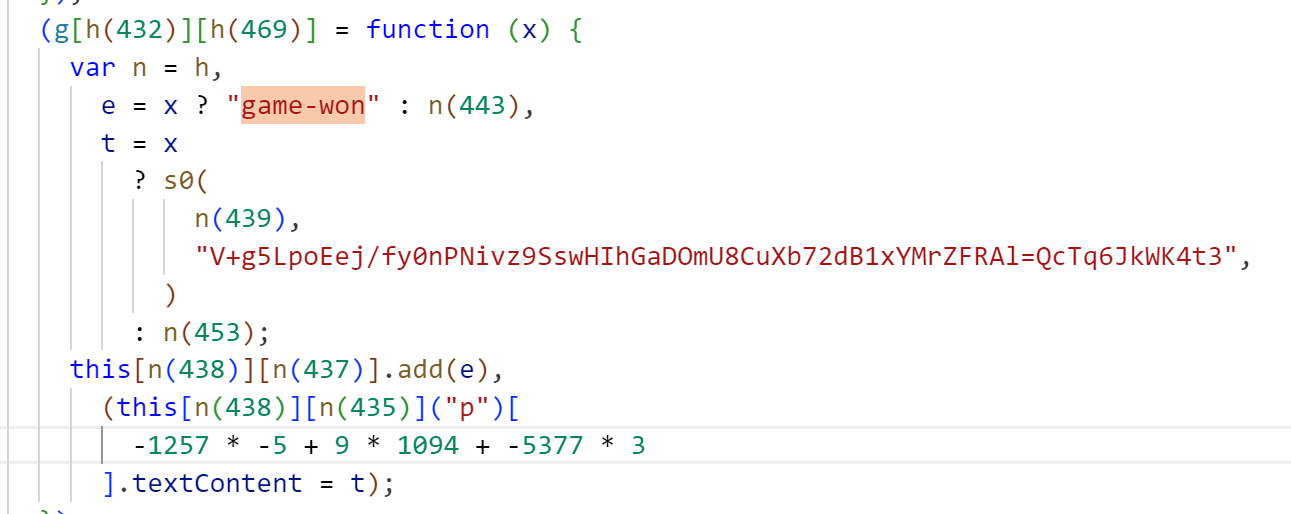 (g[h(432)][h(469)] = function (x) {
var n = h,
e = x ? "game-won" : n(443),
t = x
? s0(
n(439),
"V+g5LpoEej/fy0nPNivz9SswHIhGaDOmU8CuXb72dB1xYMrZFRAl=QcTq6JkWK4t3",
)
: n(453);
this[n(438)][n(437)].add(e),
(this[n(438)][n(435)]("p")[
-1257 * -5 + 9 * 1094 + -5377 * 3
].textContent = t);